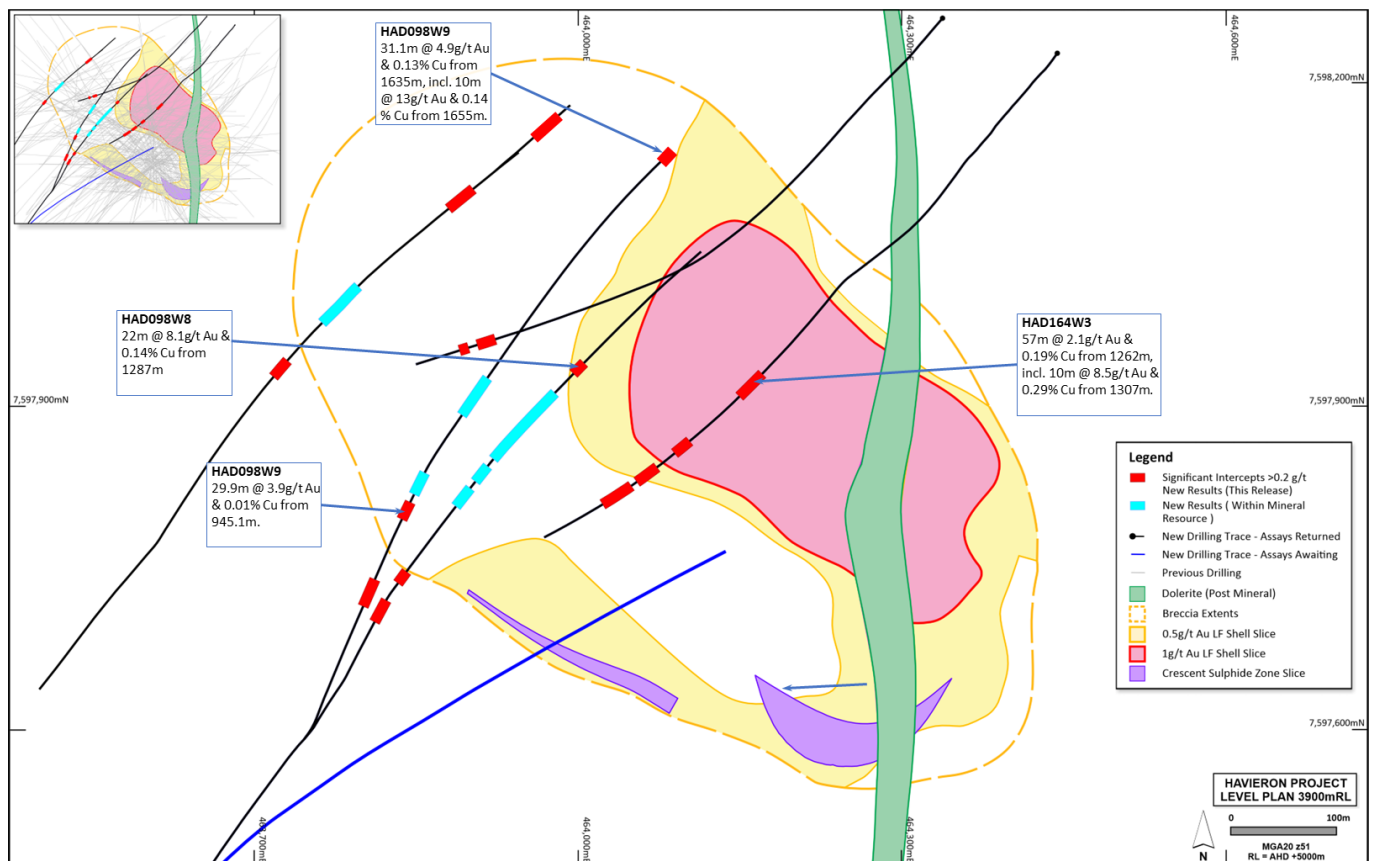 HAD098W9
31.1m @ 4.9g/t Au
& 0.13% Cu from
1635m, incl. 10m
@ 13g/t Au & 0.14
% Cu from 1655m.
464,000mE
464,300mE
464,600mE
7,598,200mN
HAD098W8
22m @ 8.1g/t Au &
0.14% Cu from
1287m
HAD164W3
57m @ 2.1g/t Au &
0.19% Cu from 1262m,
incl. 10m @ 8.5g/t Au &
0.29% Cu from 1307m.
7,597,900mN
7,597,900mN
HAD098W9
29.9m @ 3.9g/t Au
& 0.01% Cu from
945.1m.
Legend
Significant Intercepts >0.2 g/t
New Results (This Release)
New Results ( Within Mineral
Resource )
New Drilling Trace - Assays Returned
New Drilling Trace - Assays Awaiting
Previous Drilling
Dolerite (Post Mineral)
Breccia Extents
0.5g/t Au LF Shell Slice
1g/t Au LF Shell Slice
Crescent Sulphide Zone Slice
7,597,600mN
HAVIERON PROJECT
LEVEL PLAN 3900mRL
0 100m
MGA20 z51
RL = AHD +5000m
N
463,700mE
464,000mE
464,300mE